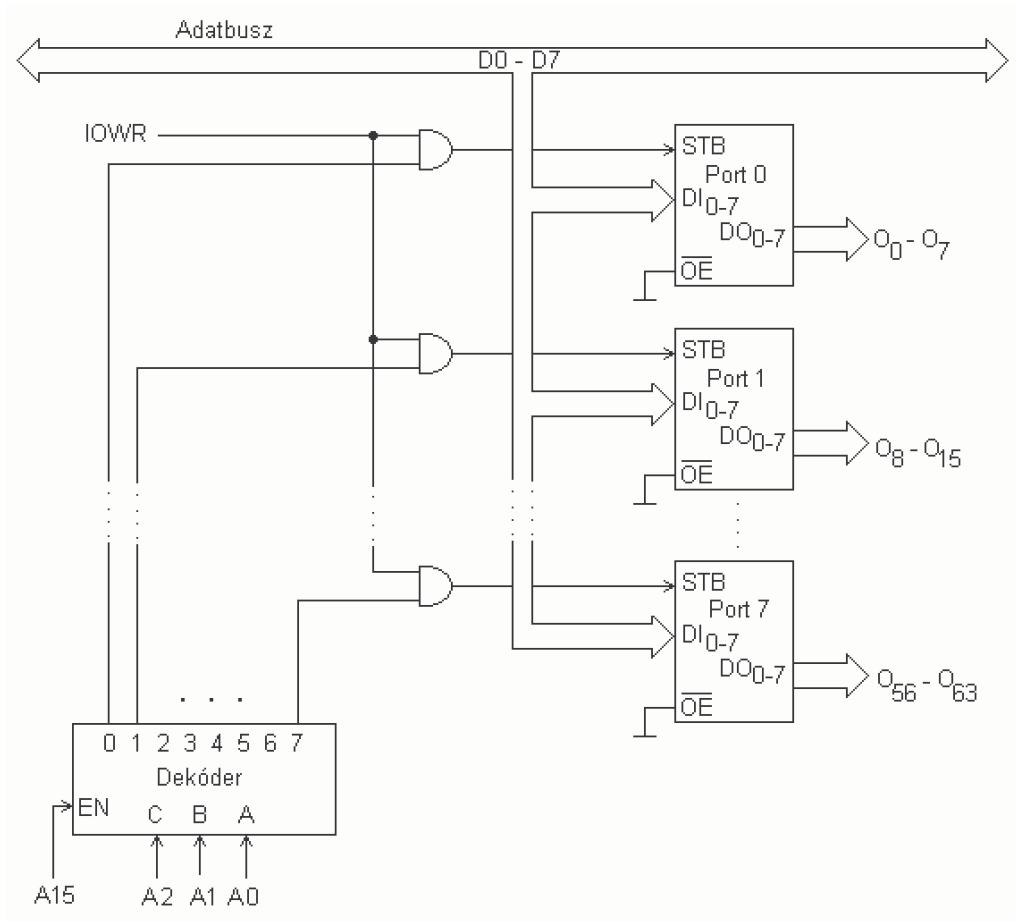 Adatbusz
D0 - D7
IOWR
STB
Port 0
DI0-7
DO0-7
O0 - O7
OE
STB
Port 1
DI0-7
DO0-7
O8 - O15
OE
STB
Port 7
DI0-7
DO0-7
O56 - O63
OE
0 1 2 3 4 5 6 7
Dekóder
EN
C B A
A15 A2 A1 A0